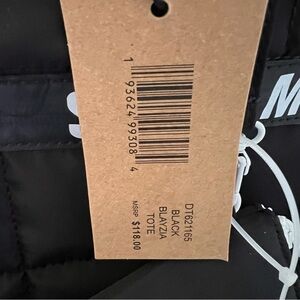 1 93624 99308 4
DT621165
BLACK
BLAYZIA
TOTE
MSRP $118.00
S
M